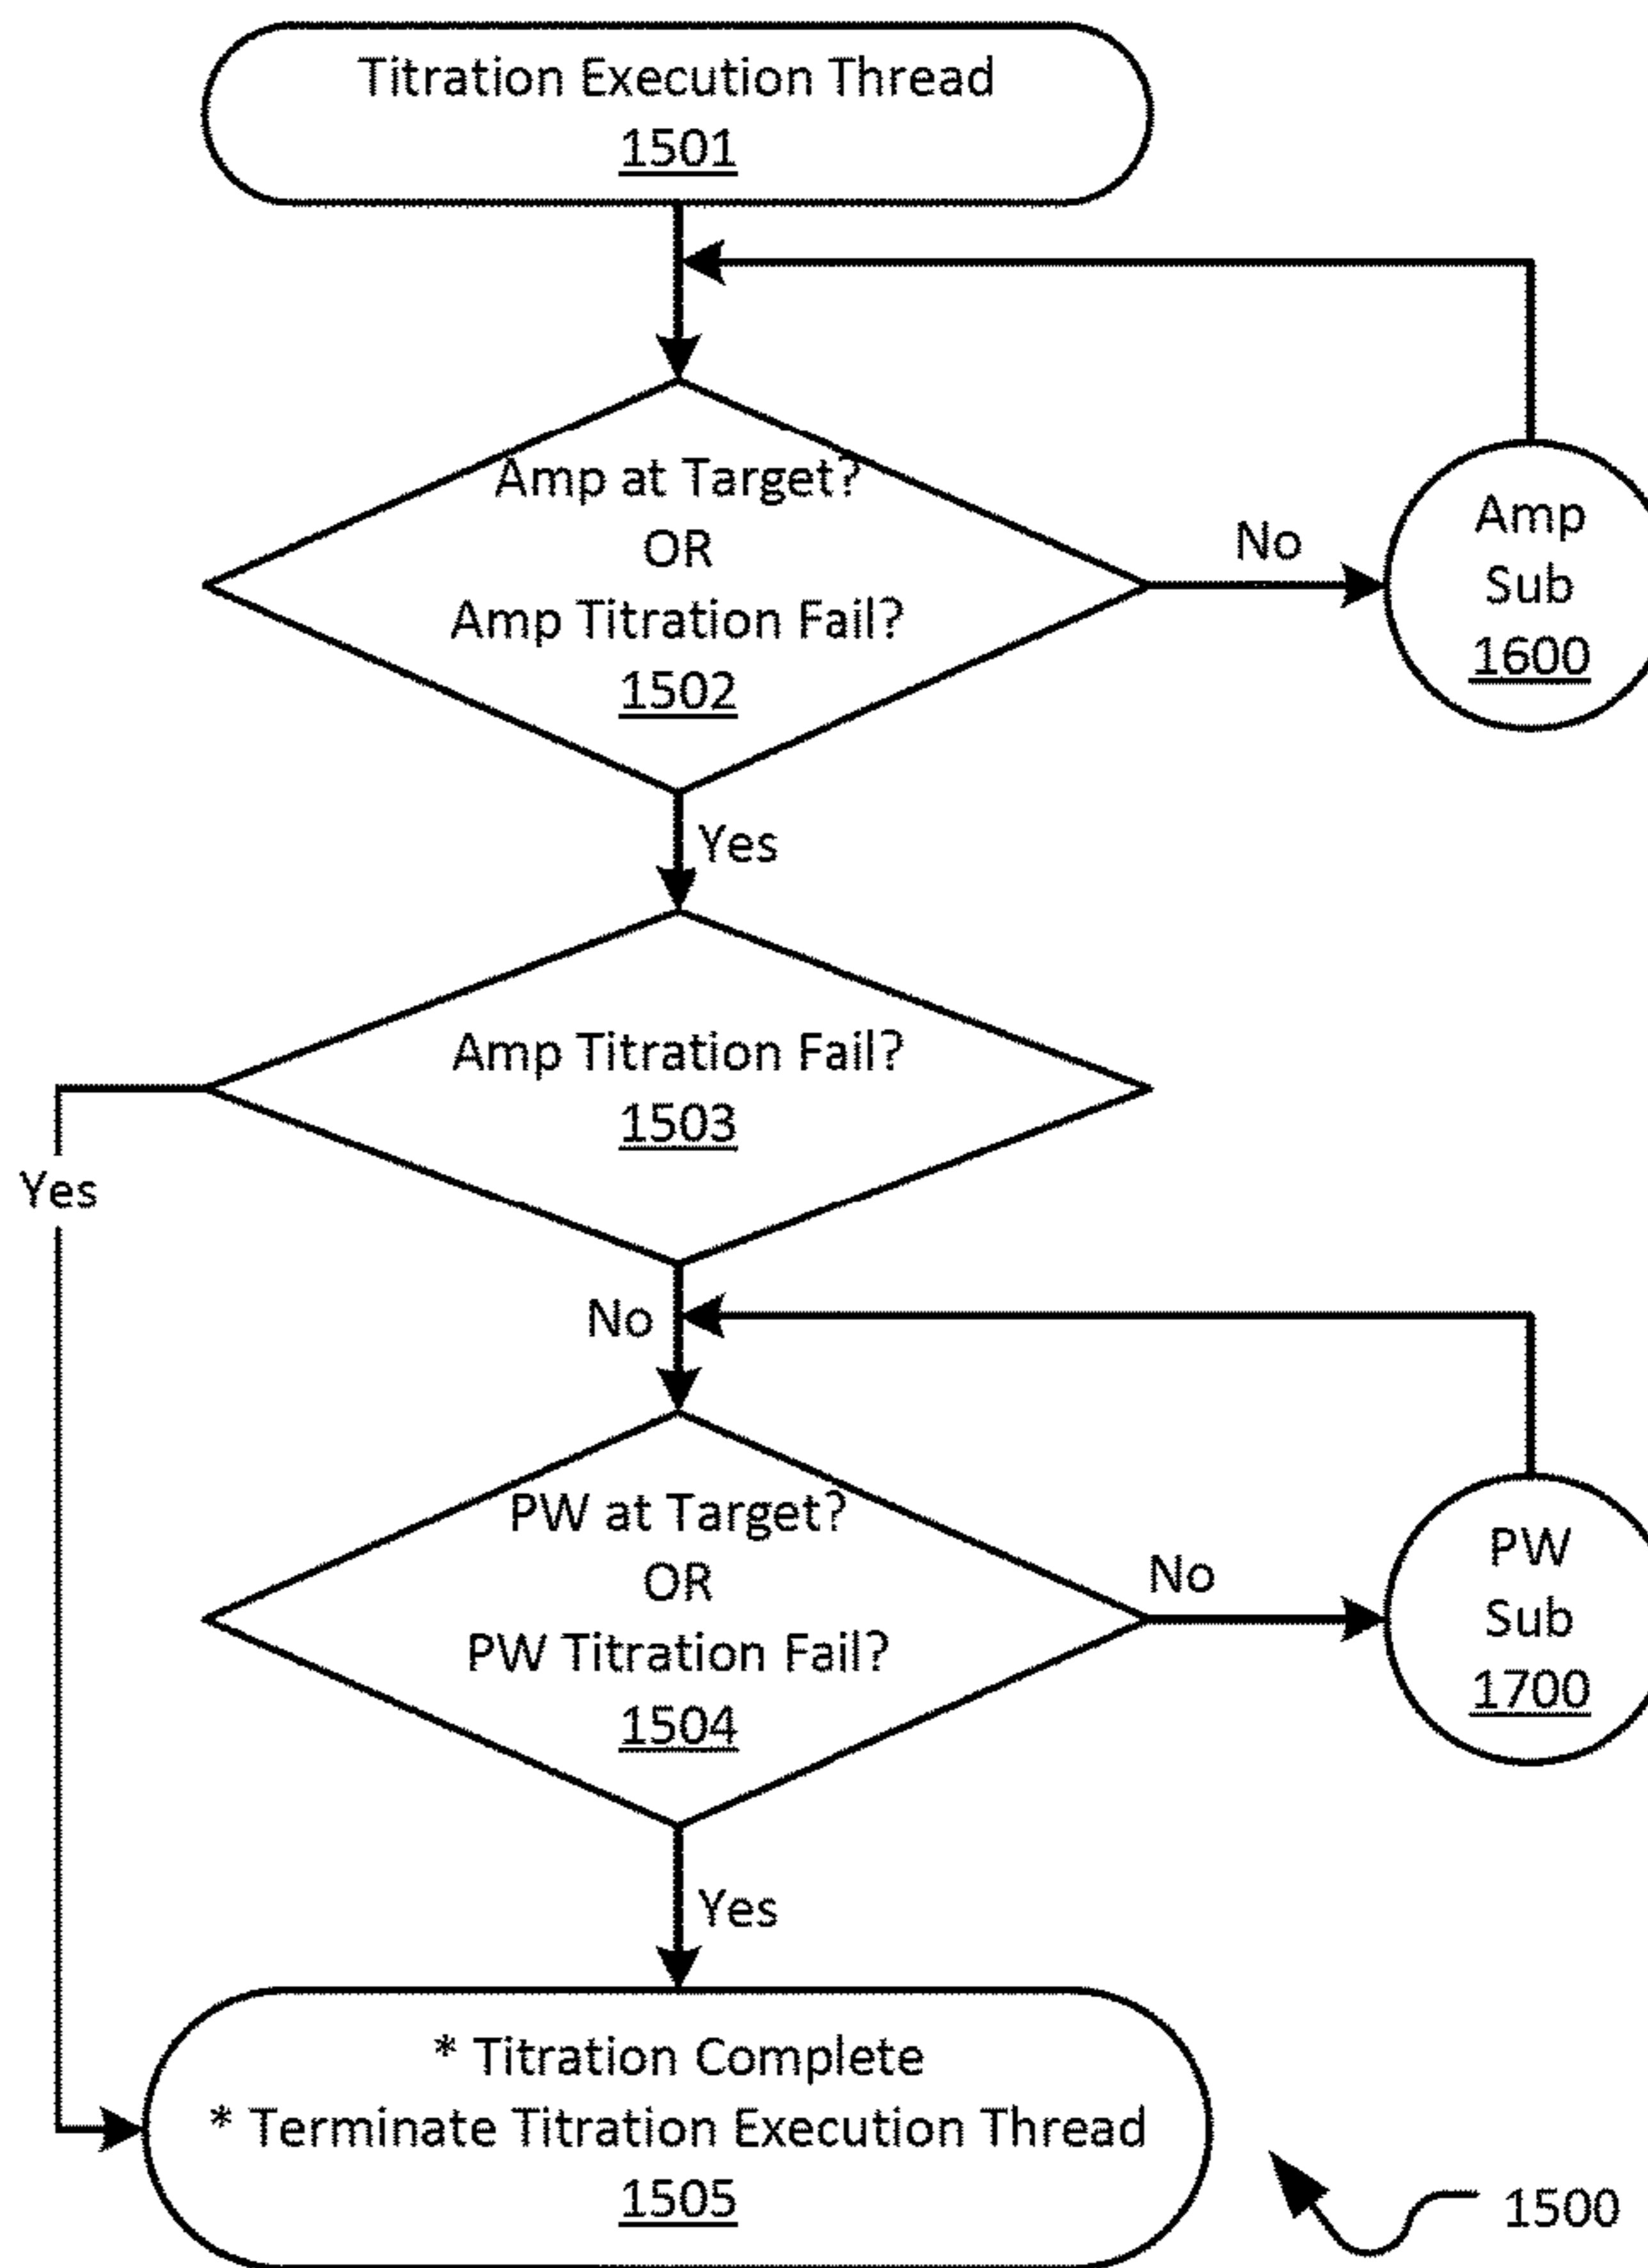 Titration Execution Thread
1501
Amp at Target?
OR
Amp Titration Fail?
1502
No
Amp
Sub
1600
Yes
Amp Titration Fail?
1503
Yes
No
PW at Target?
OR
PW Titration Fail?
1504
No
PW
Sub
1700
Yes
* Titration Complete
* Terminate Titration Execution Thread
1505
1500